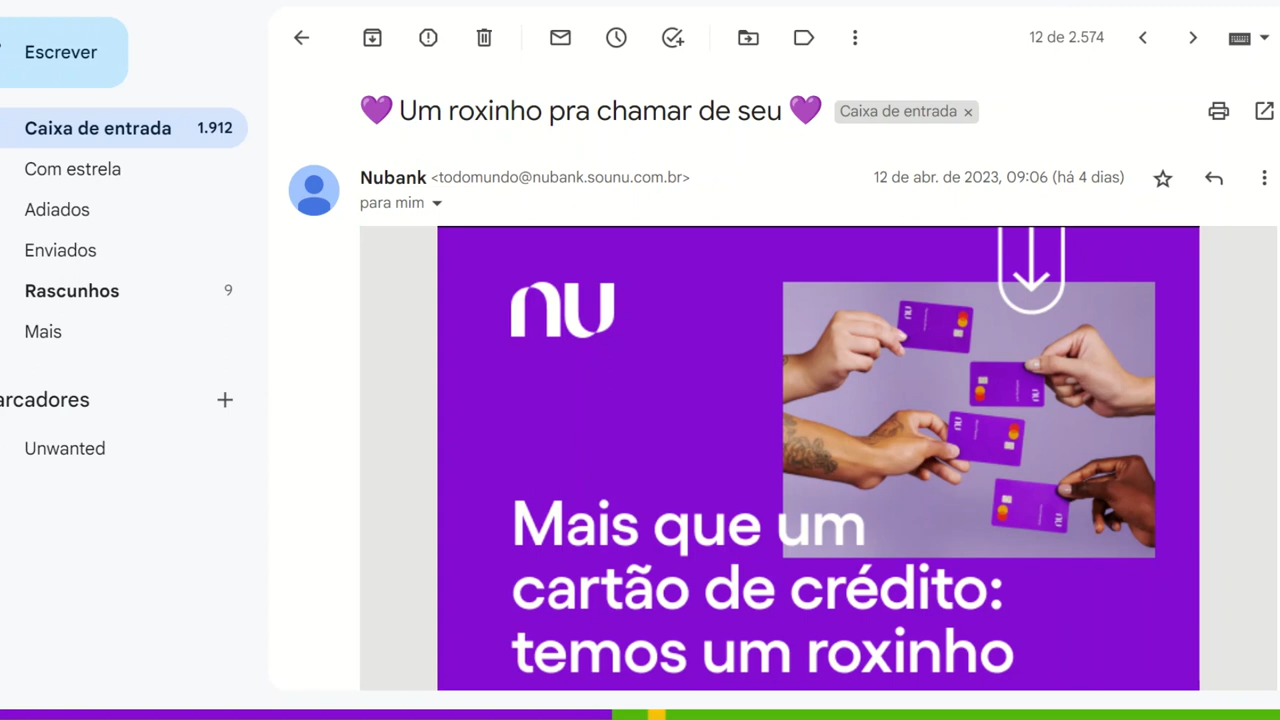 12 de 2.574
Escrever
💜 Um roxinho pra chamar de seu 💜 Caixa de entrada ×
Caixa de entrada 1.912
Com estrela
Adiados
Enviados
Rascunhos 9
Mais
arcadores +
Unwanted
Nubank <todomundo@nubank.sounu.com.br> 12 de abr. de 2023, 09:06 (há 4 dias)
para mim
nu
Mais que um
cartão de crédito:
temos um roxinho